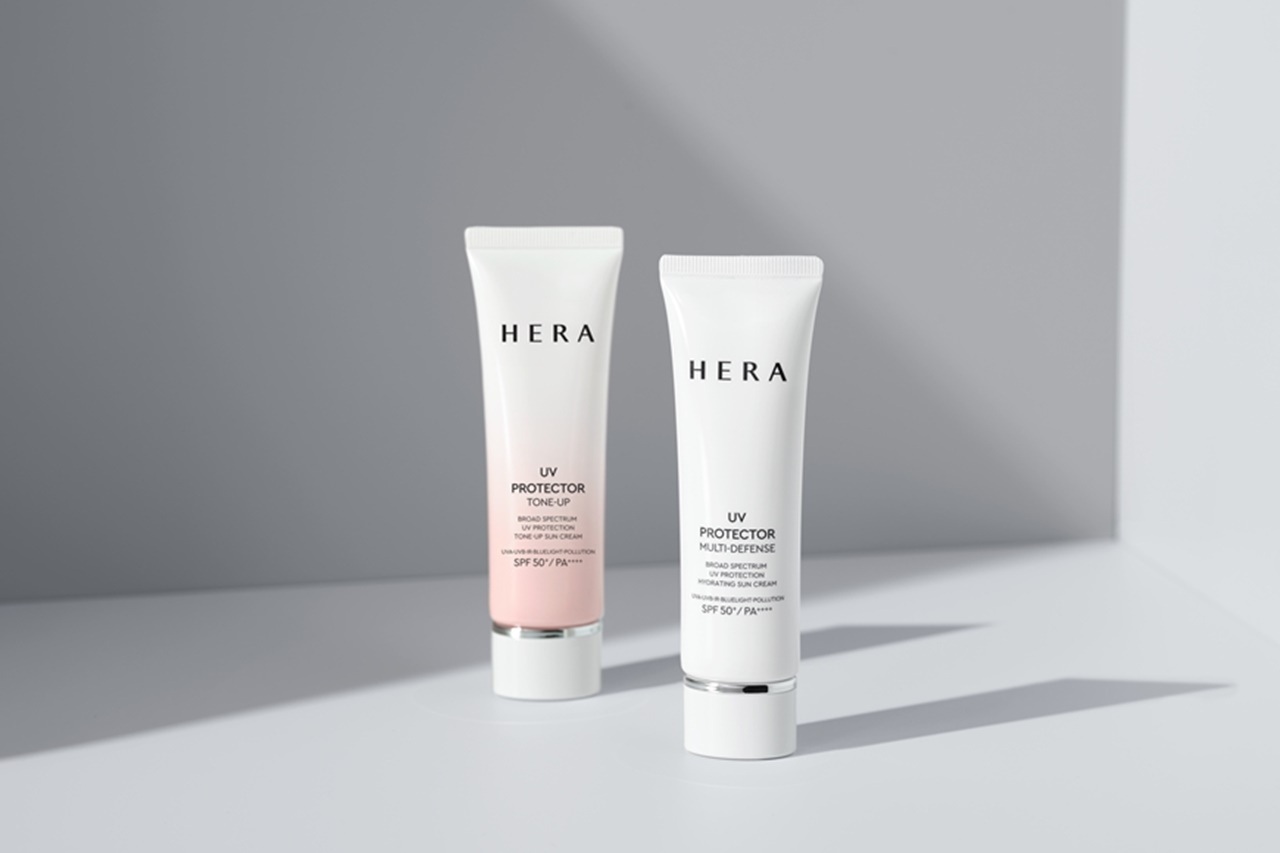 HERA
UV
PROTECTOR
TONE-UP
BROAD SPECTRUM
UV PROTECTION
TONE-UP SUN CREAM
UVA·UVB·IR·BLUELIGHT·POLLUTION
SPF 50+/ PA++++
HERA
UV
PROTECTOR
MULTI-DEFENSE
BROAD SPECTRUM
UV PROTECTION
HYDRATING SUN CREAM
UVA·UVB·IR·BLUELIGHT·POLLUTION
SPF 50+/ PA++++